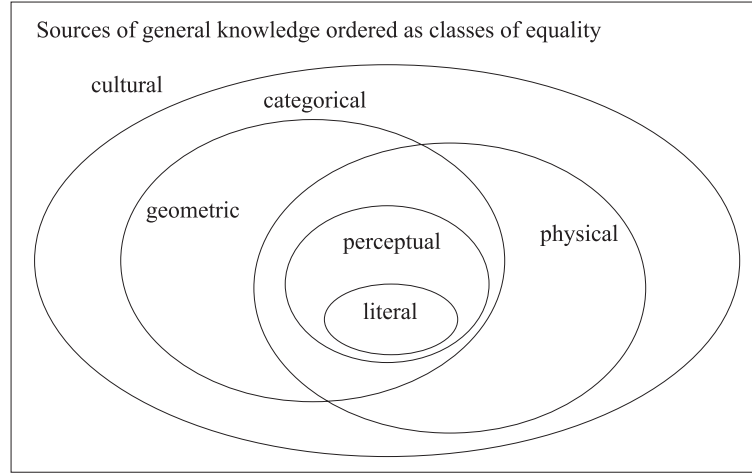 Sources of general knowledge ordered as classes of equality
cultural
categorical
geometric
perceptual
physical
literal